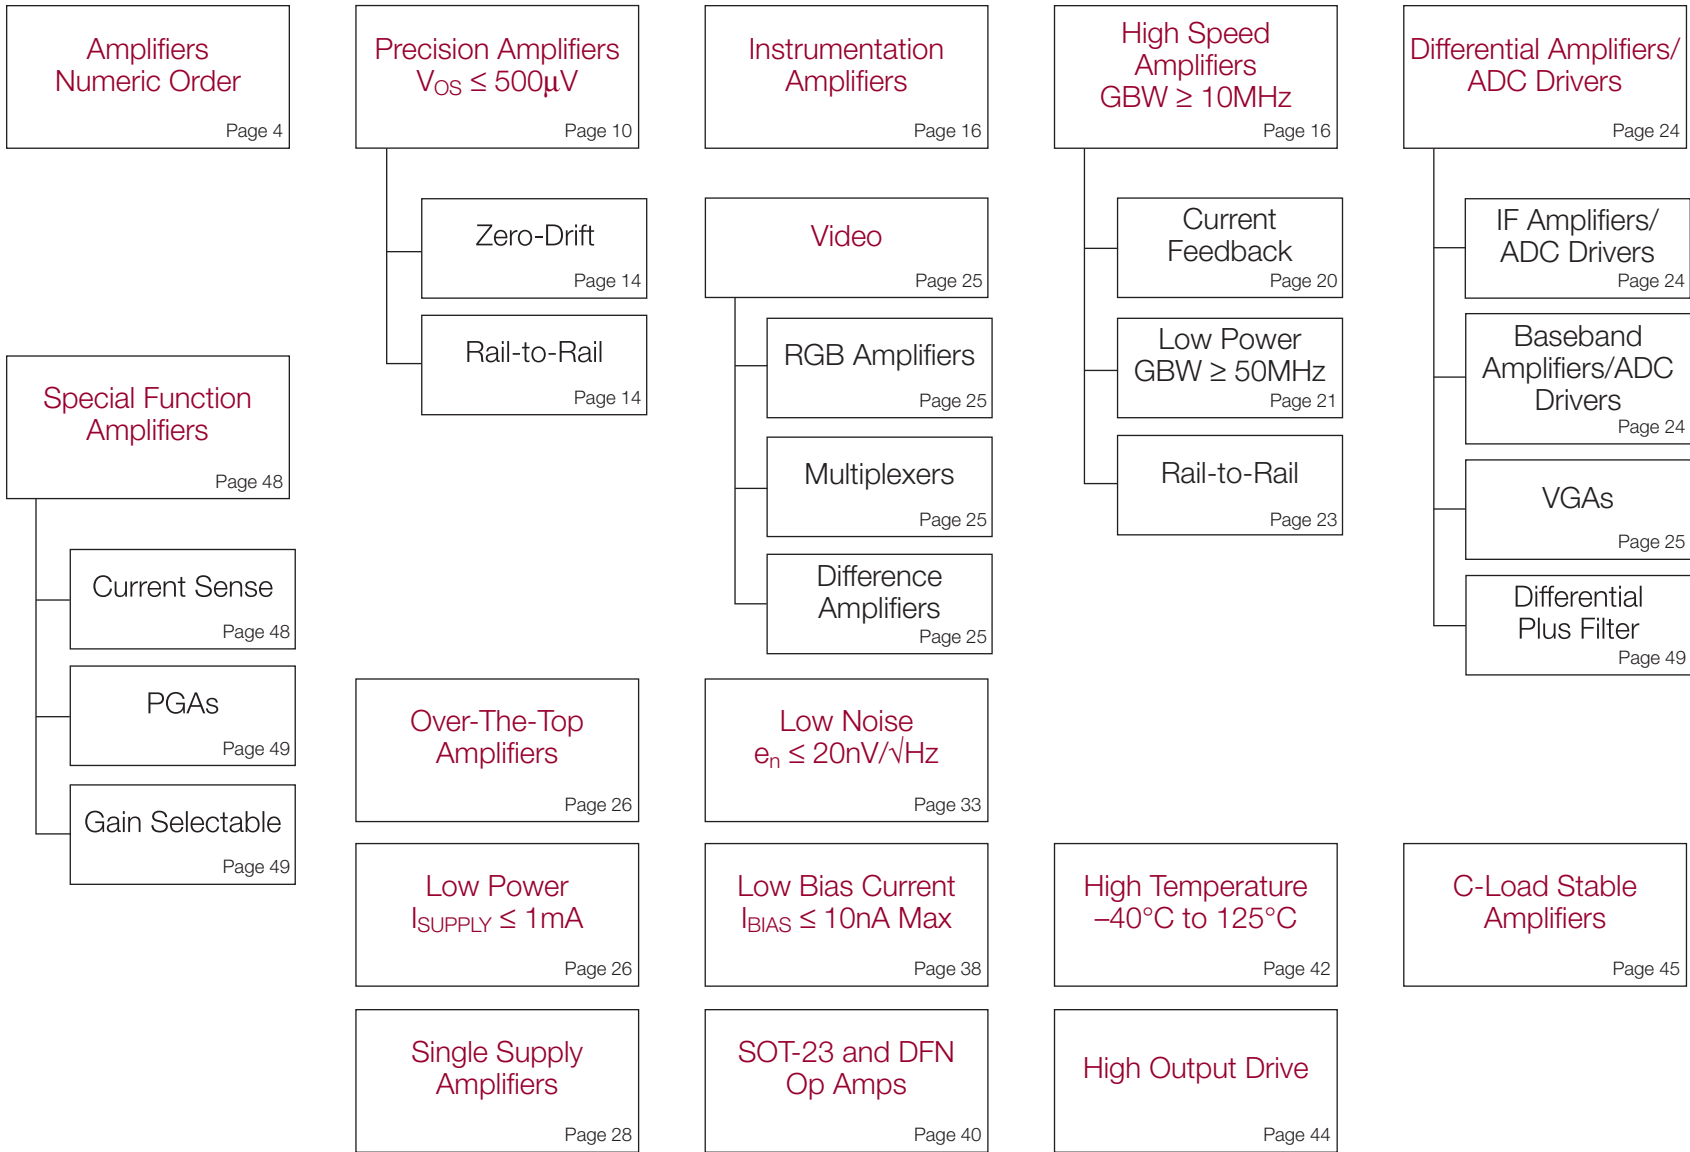 Amplifiers
Numeric Order
Page 4
Precision Amplifiers
VOS ≤ 500μV
Page 10
Instrumentation
Amplifiers
Page 16
High Speed
Amplifiers
GBW ≥ 10MHz
Page 16
Differential Amplifiers/
ADC Drivers
Page 24
Zero-Drift
Page 14
Rail-to-Rail
Page 14
Video
Page 25
RGB Amplifiers
Page 25
Multiplexers
Page 25
Difference
Amplifiers
Page 25
Current
Feedback
Page 20
Low Power
GBW ≥ 50MHz
Page 21
Rail-to-Rail
Page 23
IF Amplifiers/
ADC Drivers
Page 24
Baseband
Amplifiers/ADC
Drivers
Page 24
VGAs
Page 25
Differential
Plus Filter
Page 49
Special Function
Amplifiers
Page 48
Current Sense
Page 48
PGAs
Page 49
Gain Selectable
Page 49
Over-The-Top
Amplifiers
Page 26
Low Noise
en ≤ 20nV/√Hz
Page 33
Low Power
ISUPPLY ≤ 1mA
Page 26
Low Bias Current
IBIAS ≤ 10nA Max
Page 38
High Temperature
–40°C to 125°C
Page 42
C-Load Stable
Amplifiers
Page 45
Single Supply
Amplifiers
Page 28
SOT-23 and DFN
Op Amps
Page 40
High Output Drive
Page 44